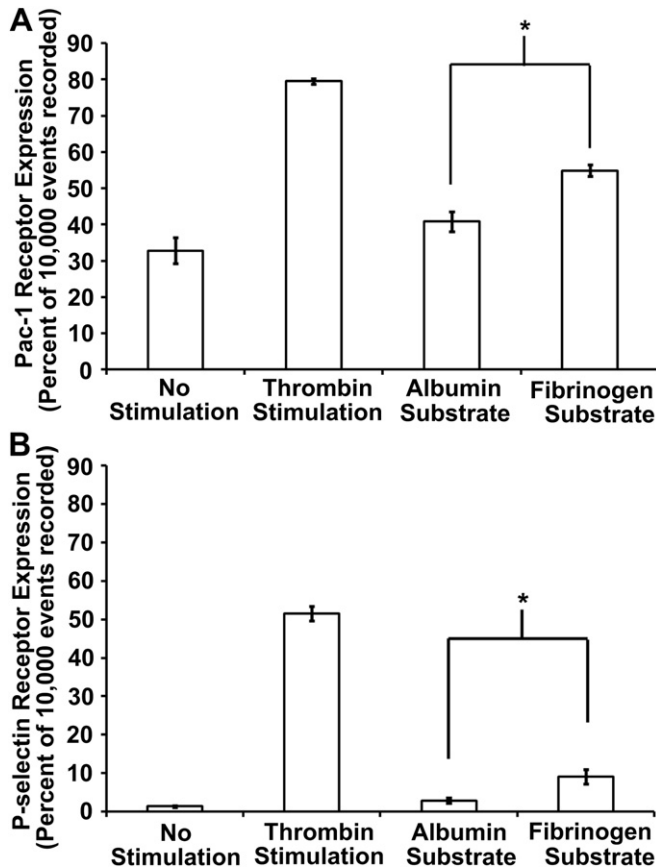 A
Pac-1 Receptor Expression
(Percent of 10,000 events recorded)
90
80
70
60
50
40
30
20
10
0
*
No
Stimulation
Thrombin
Stimulation
Albumin
Substrate
Fibrinogen
Substrate
B
P-selectin Receptor Expression
(Percent of 10,000 events recorded)
90
80
70
60
50
40
30
20
10
0
*
No
Stimulation
Thrombin
Stimulation
Albumin
Substrate
Fibrinogen
Substrate